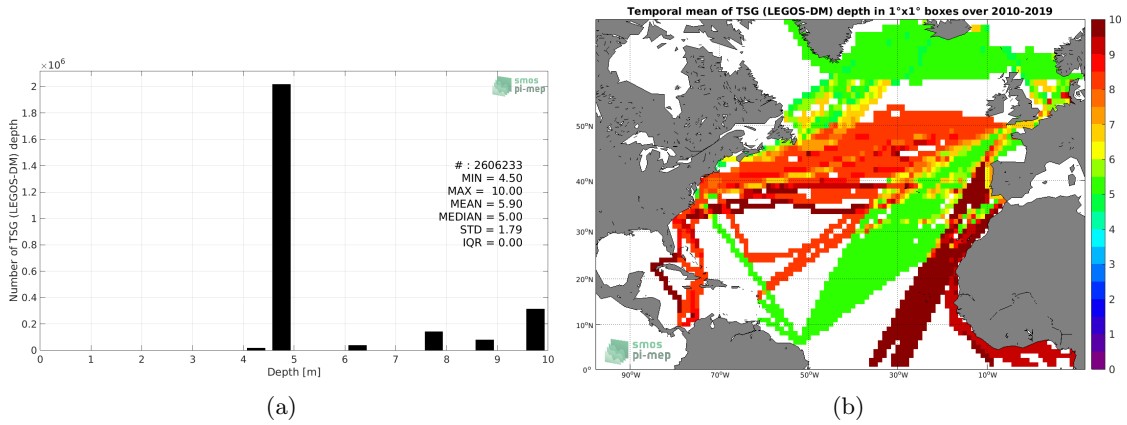 ×10⁶
2
1.8
1.6
1.4
1.2
1
0.8
0.6
0.4
0.2
0
Number of TSG (LEGOS-DM) depth
smos
pi-mep
# : 2606233
MIN = 4.50
MAX = 10.00
MEAN = 5.90
MEDIAN = 5.00
STD = 1.79
IQR = 0.00
0 1 2 3 4 5 6 7 8 9 10
Depth [m]
(a)
Temporal mean of TSG (LEGOS-DM) depth in 1°x1° boxes over 2010-2019
50°N
40°N
30°N
20°N
10°N
0°
90°W 70°W 50°W 30°W 10°W
smos
pi-mep
10
9
8
7
6
5
4
3
2
1
0
(b)